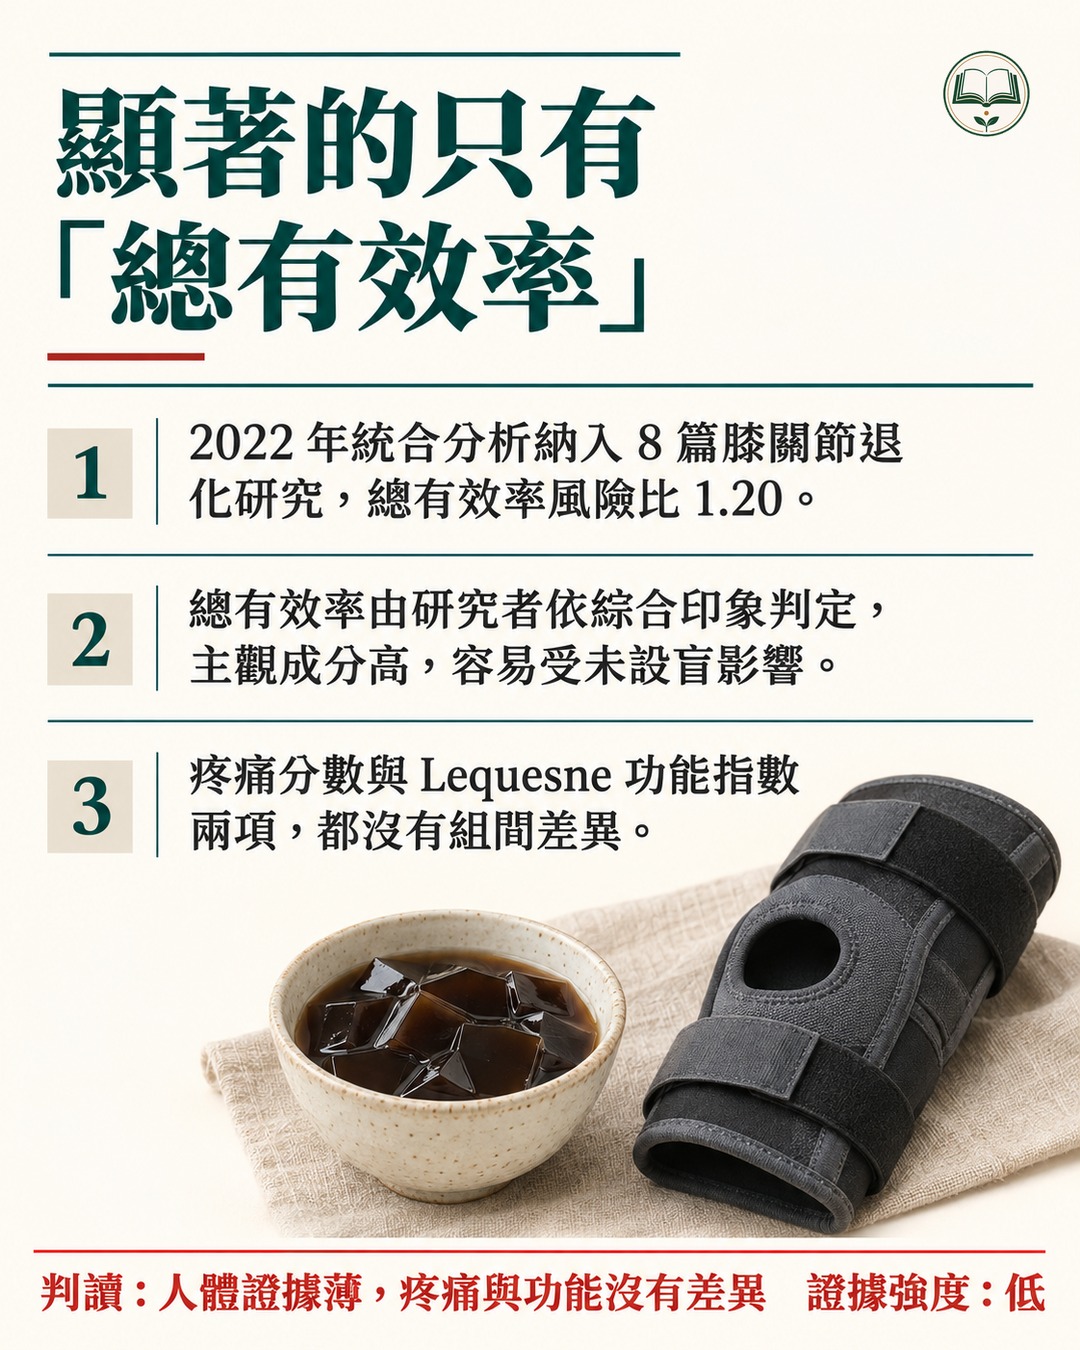 顯著的只有
「總有效率」
1
2022 年統合分析納入 8 篇膝關節退
化研究，總有效率風險比 1.20。
2
總有效率由研究者依綜合印象判定，
主觀成分高，容易受未設盲影響。
3
疼痛分數與 Lequesne 功能指數
兩項，都沒有組間差異。
判讀：人體證據薄，疼痛與功能沒有差異　證據強度：低